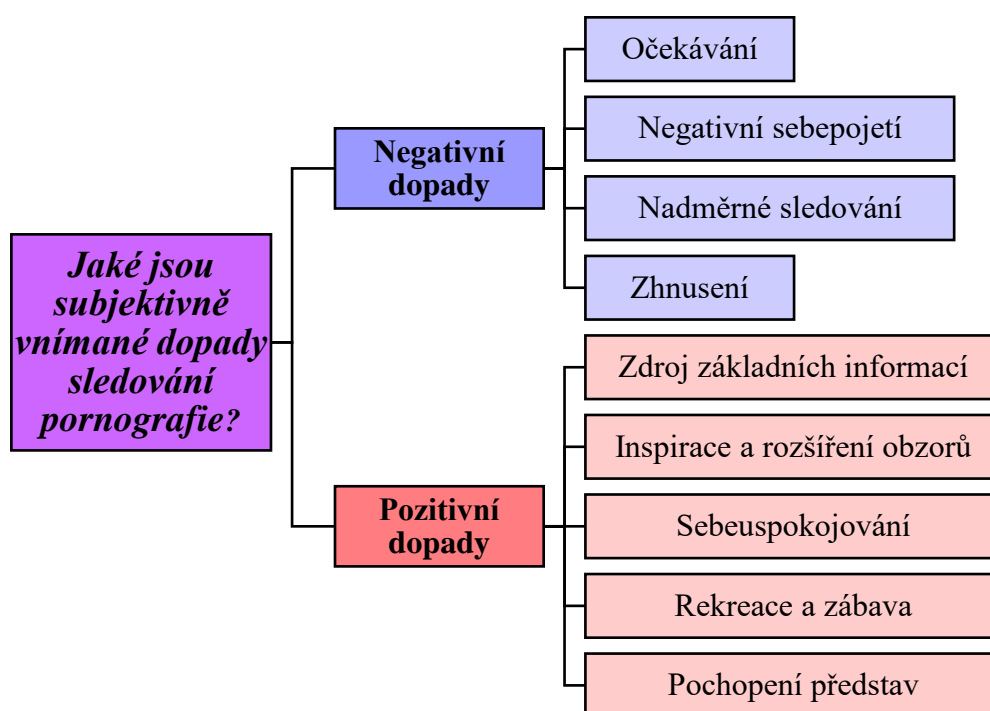 Jaké jsou
subjektivně
vnímané dopady
sledování
pornografie?
Negativní
dopady
Očekávání
Negativní sebepojetí
Nadměrné sledování
Zhnusení
Pozitivní
dopady
Zdroj základních informací
Inspirace a rozšíření obzorů
Sebeuspokojování
Rekreace a zábava
Pochopení představ